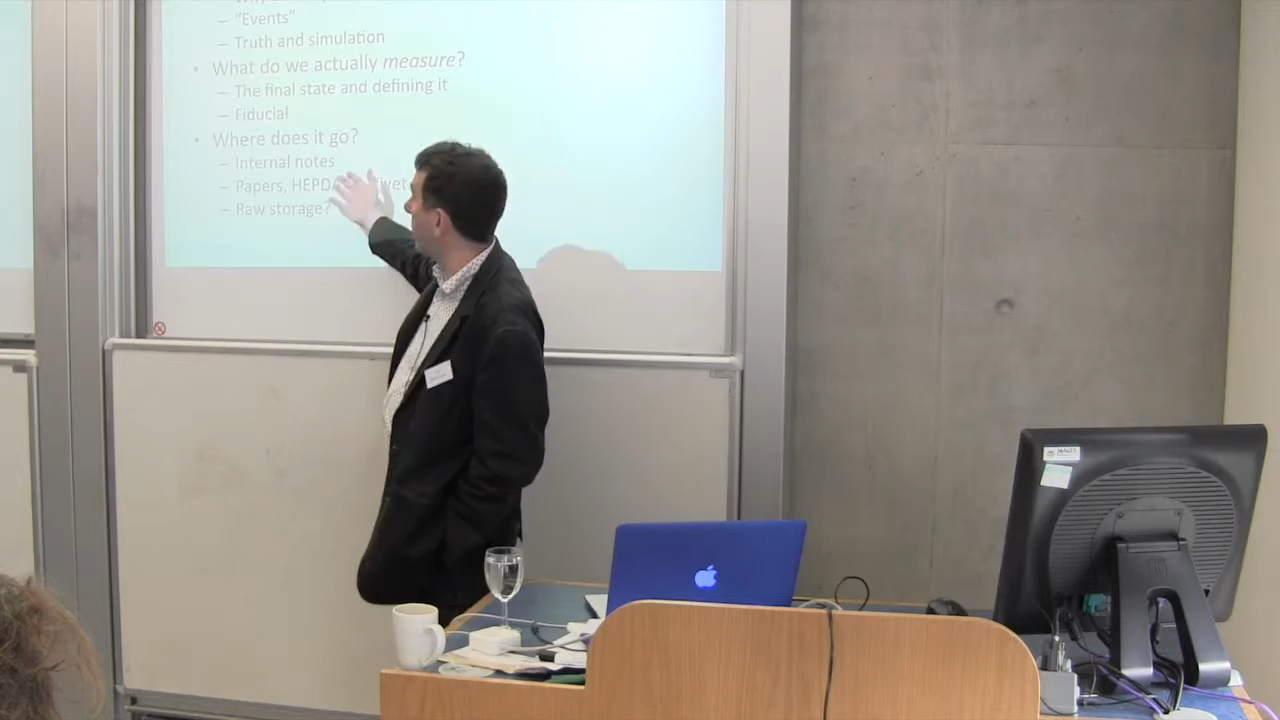 – “Events”
– Truth and simulation
• What do we actually measure?
– The final state and defining it
– Fiducial
• Where does it go?
– Internal notes
– Papers, HEPD
– Raw storage?